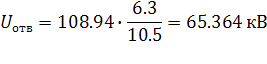 U_отв = 108.94 · 6.3/10.5 = 65.364 кВ